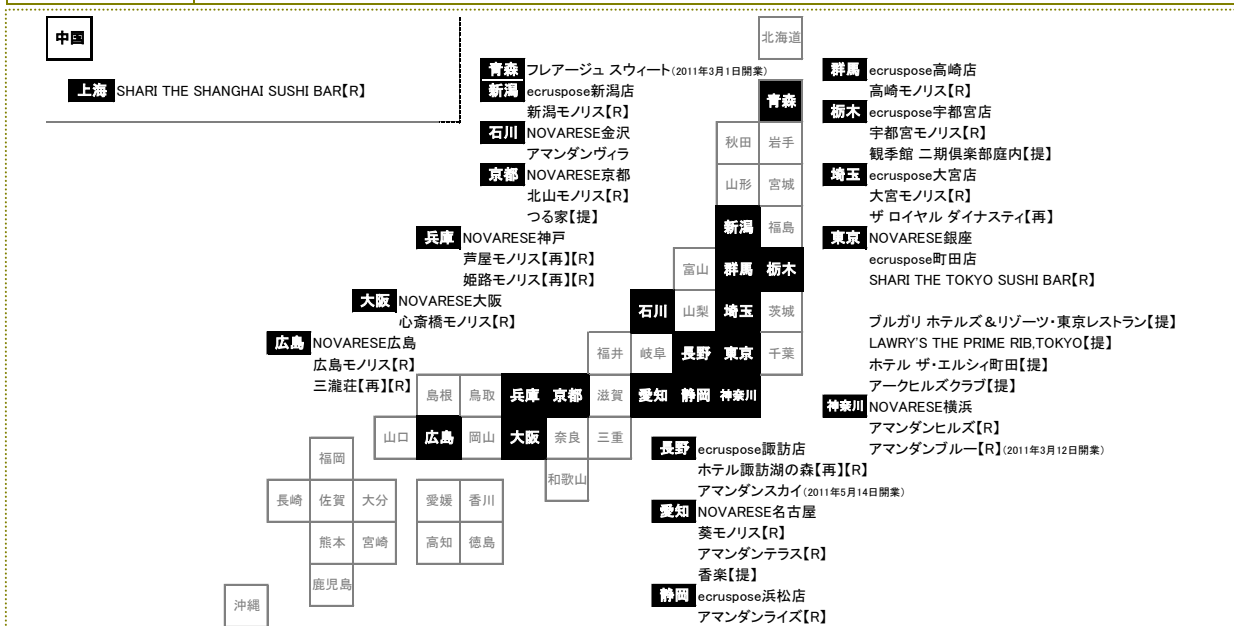 中国
上海 SHARI THE SHANGHAI SUSHI BAR【R】
青森 フレアージュ スウィート(2011年3月1日開業)
新潟 ecruspose新潟店
新潟モノリス【R】
石川 NOVARESE金沢
アマンダンヴィラ
京都 NOVARESE京都
北山モノリス【R】
つる家【提】
兵庫 NOVARESE神戸
芦屋モノリス【再】【R】
姫路モノリス【再】【R】
大阪 NOVARESE大阪
心斎橋モノリス【R】
広島 NOVARESE広島
広島モノリス【R】
三瀧荘【再】【R】
群馬 ecruspose高崎店
高崎モノリス【R】
栃木 ecruspose宇都宮店
宇都宮モノリス【R】
観季館 二期倶楽部庭内【提】
埼玉 ecruspose大宮店
大宮モノリス【R】
ザ ロイヤル ダイナスティ【再】
東京 NOVARESE銀座
ecruspose町田店
SHARI THE TOKYO SUSHI BAR【R】
ブルガリ ホテルズ＆リゾーツ・東京レストラン【提】
LAWRY'S THE PRIME RIB,TOKYO【提】
ホテル ザ・エルシィ町田【提】
アークヒルズクラブ【提】
神奈川 NOVARESE横浜
アマンダンヒルズ【R】
アマンダンブルー【R】(2011年3月12日開業)
長野 ecruspose諏訪店
ホテル諏訪湖の森【再】【R】
アマンダンスカイ(2011年5月14日開業)
愛知 NOVARESE名古屋
葵モノリス【R】
アマンダンテラス【R】
香楽【提】
静岡 ecruspose浜松店
アマンダンライズ【R】
北海道
青森
秋田 岩手
山形 宮城
新潟 福島
富山 群馬 栃木
石川 山梨 埼玉 茨城
福井 岐阜 長野 東京 千葉
島根 鳥取 兵庫 京都 滋賀 愛知 静岡 神奈川
山口 広島 岡山 大阪 奈良 三重
福岡 和歌山
長崎 佐賀 大分 愛媛 香川
熊本 宮崎 高知 徳島
鹿児島
沖縄